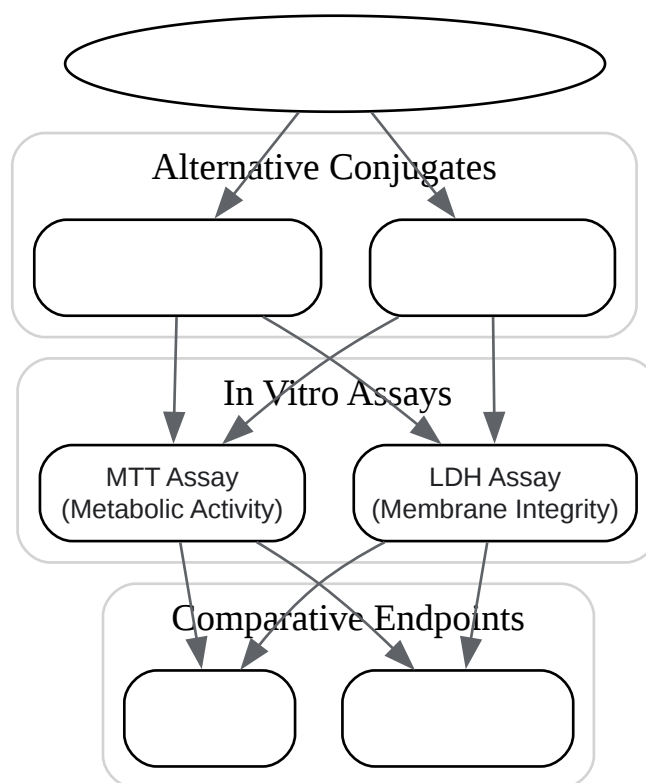 Alternative Conjugates
In Vitro Assays
MTT Assay
(Metabolic Activity)
LDH Assay
(Membrane Integrity)
Comparative Endpoints